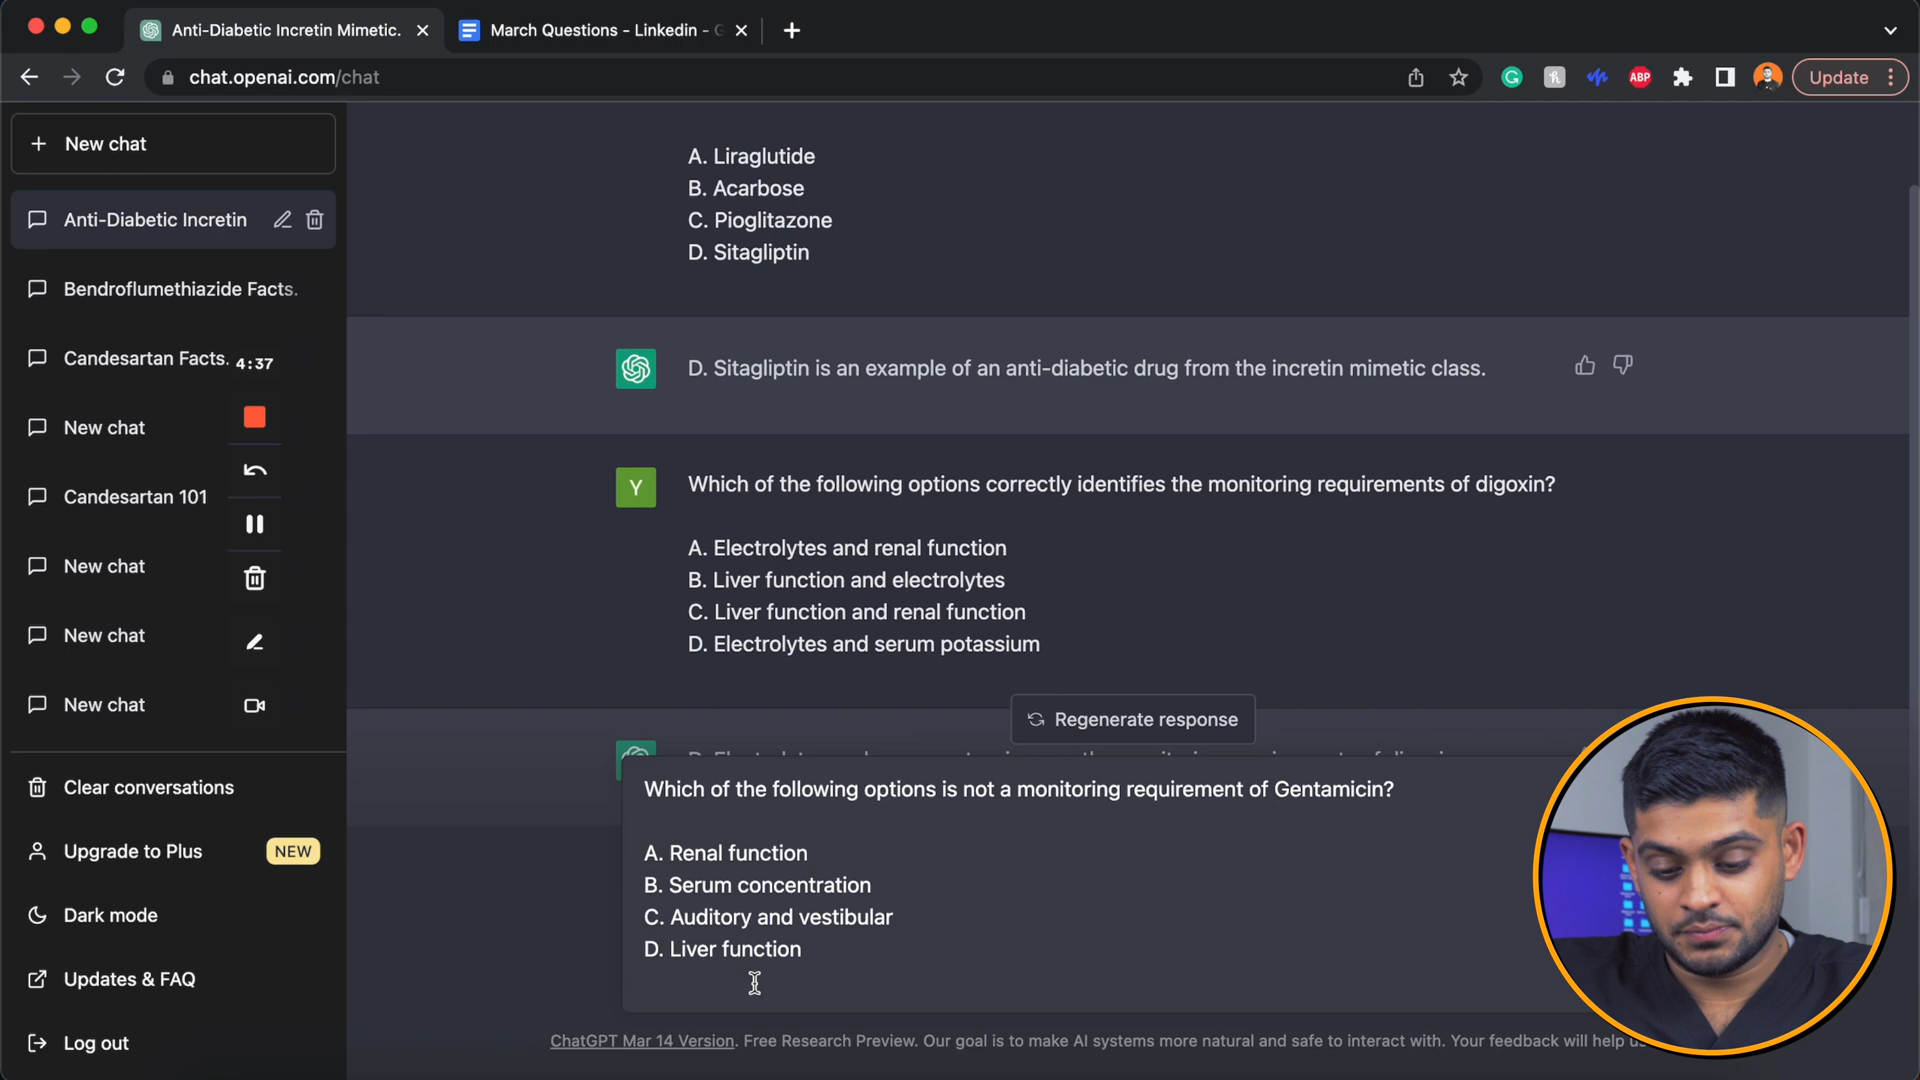 Anti-Diabetic Incretin Mimetic.
March Questions - Linkedin - G
chat.openai.com/chat
ABP
Update
New chat
Anti-Diabetic Incretin
Bendroflumethiazide Facts.
Candesartan Facts.
4:37
New chat
Candesartan 101
New chat
New chat
New chat
Clear conversations
Upgrade to Plus
NEW
Dark mode
Updates & FAQ
Log out
A. Liraglutide
B. Acarbose
C. Pioglitazone
D. Sitagliptin
D. Sitagliptin is an example of an anti-diabetic drug from the incretin mimetic class.
Y
Which of the following options correctly identifies the monitoring requirements of digoxin?
A. Electrolytes and renal function
B. Liver function and electrolytes
C. Liver function and renal function
D. Electrolytes and serum potassium
Regenerate response
Which of the following options is not a monitoring requirement of Gentamicin?
A. Renal function
B. Serum concentration
C. Auditory and vestibular
D. Liver function
ChatGPT Mar 14 Version. Free Research Preview. Our goal is to make AI systems more natural and safe to interact with. Your feedback will help